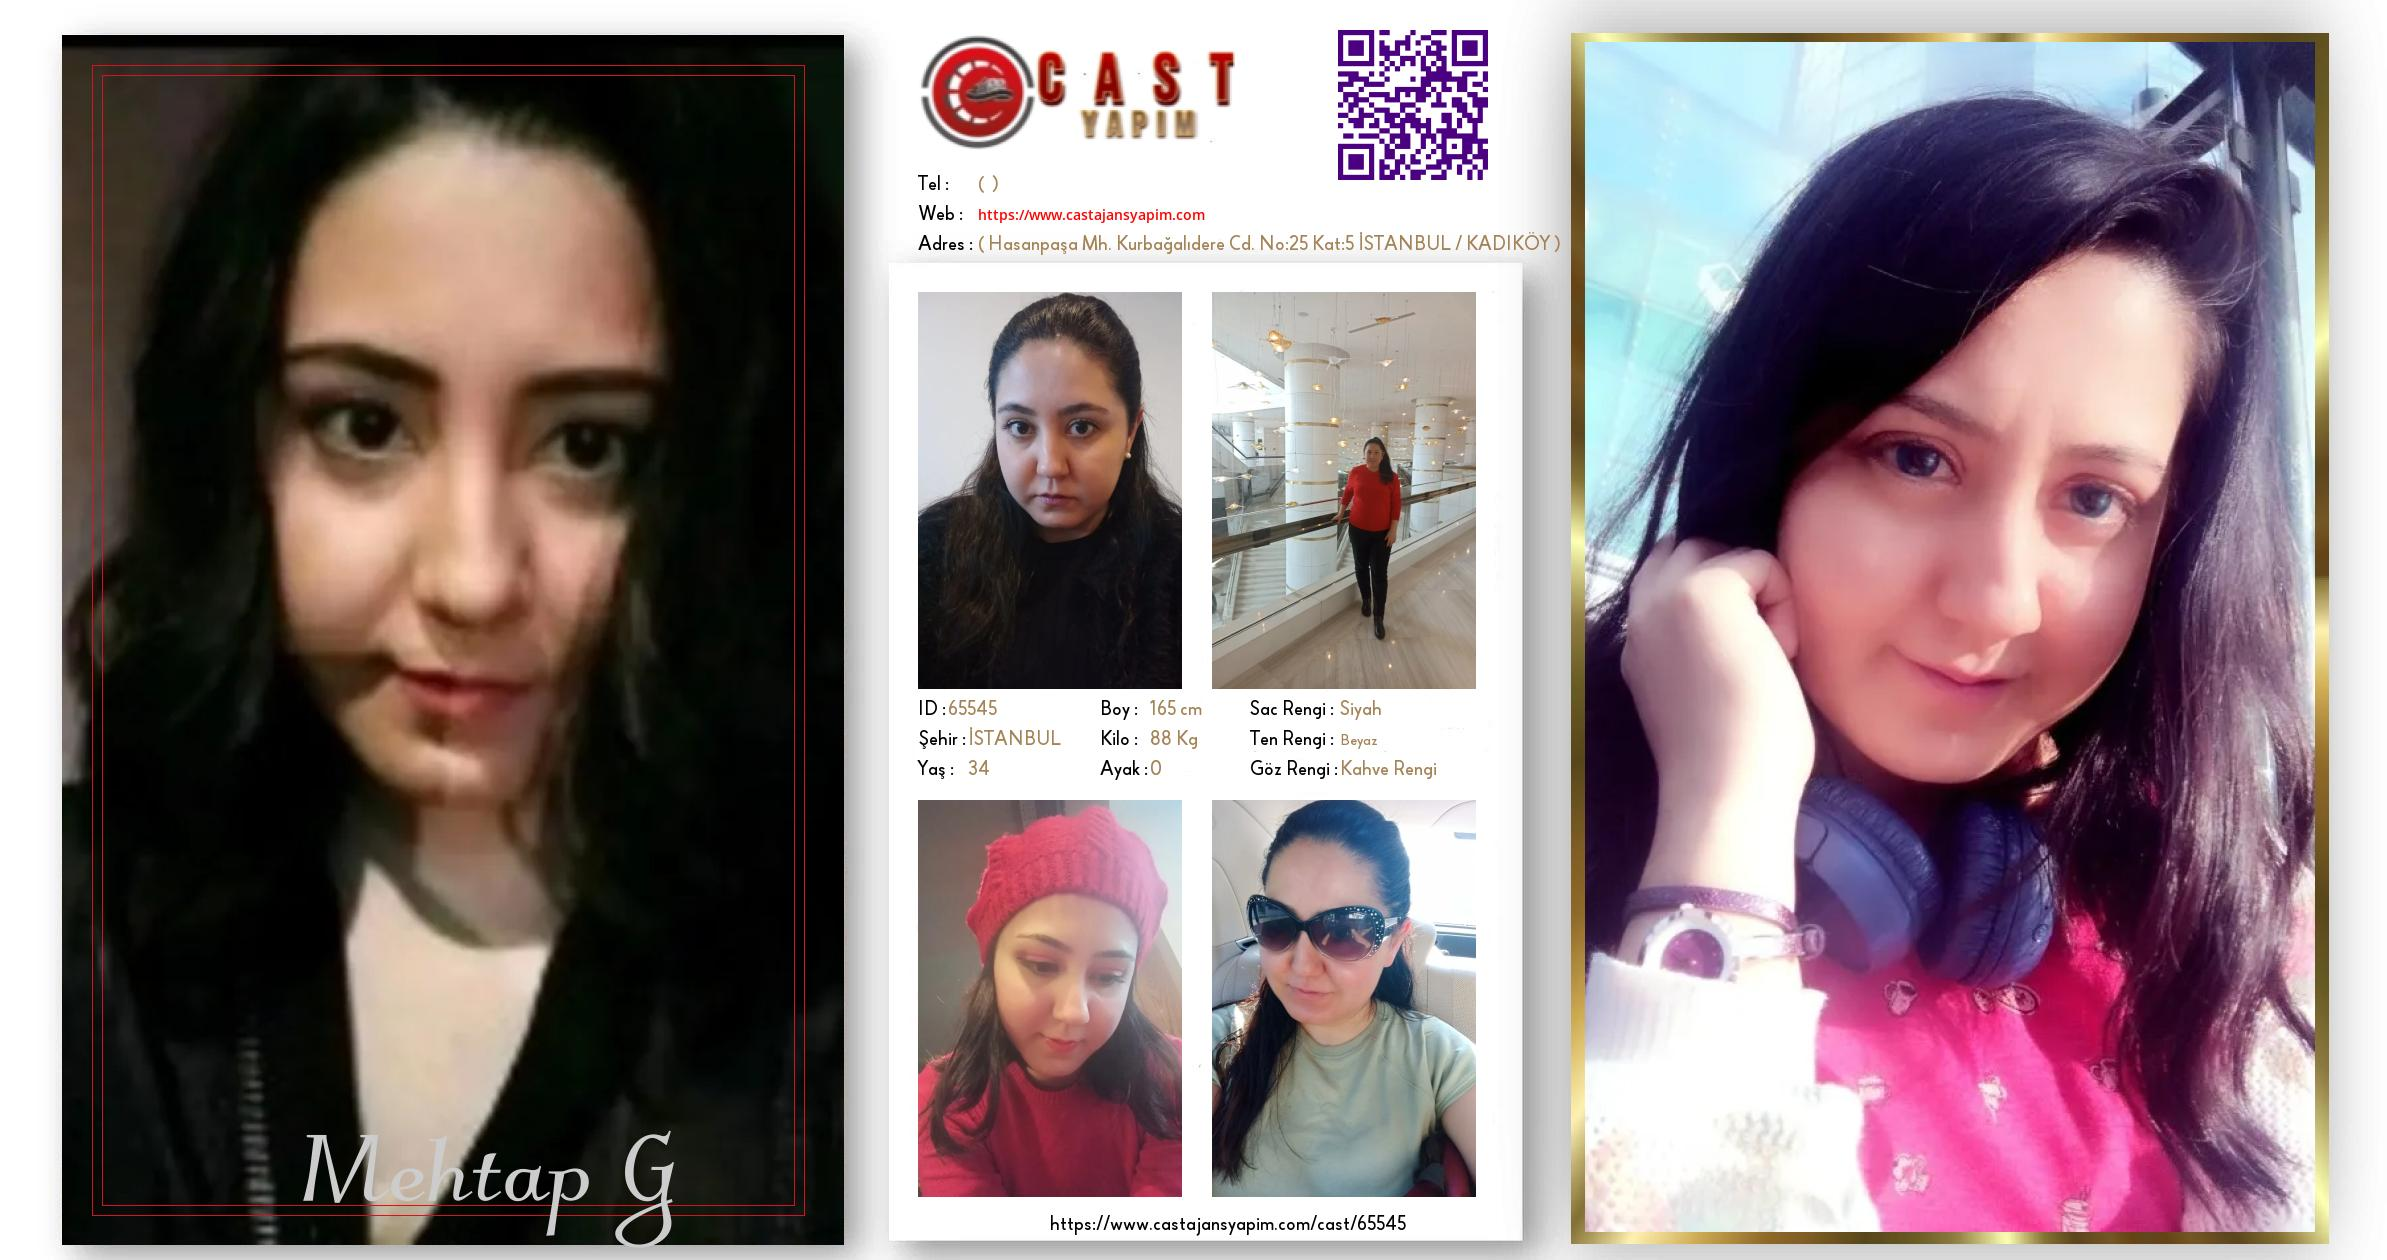 CAST
YAPIM
Tel : ( )
Web : https://www.castajansyapim.com
Adres : ( Hasanpaşa Mh. Kurbağalıdere Cd. No:25 Kat:5 İSTANBUL / KADIKÖY )
ID : 65545 Boy : 165 cm Sac Rengi : Siyah
Şehir : İSTANBUL Kilo : 88 Kg Ten Rengi : Beyaz
Yaş : 34 Ayak : 0 Göz Rengi : Kahve Rengi
Mehtap G
https://www.castajansyapim.com/cast/65545